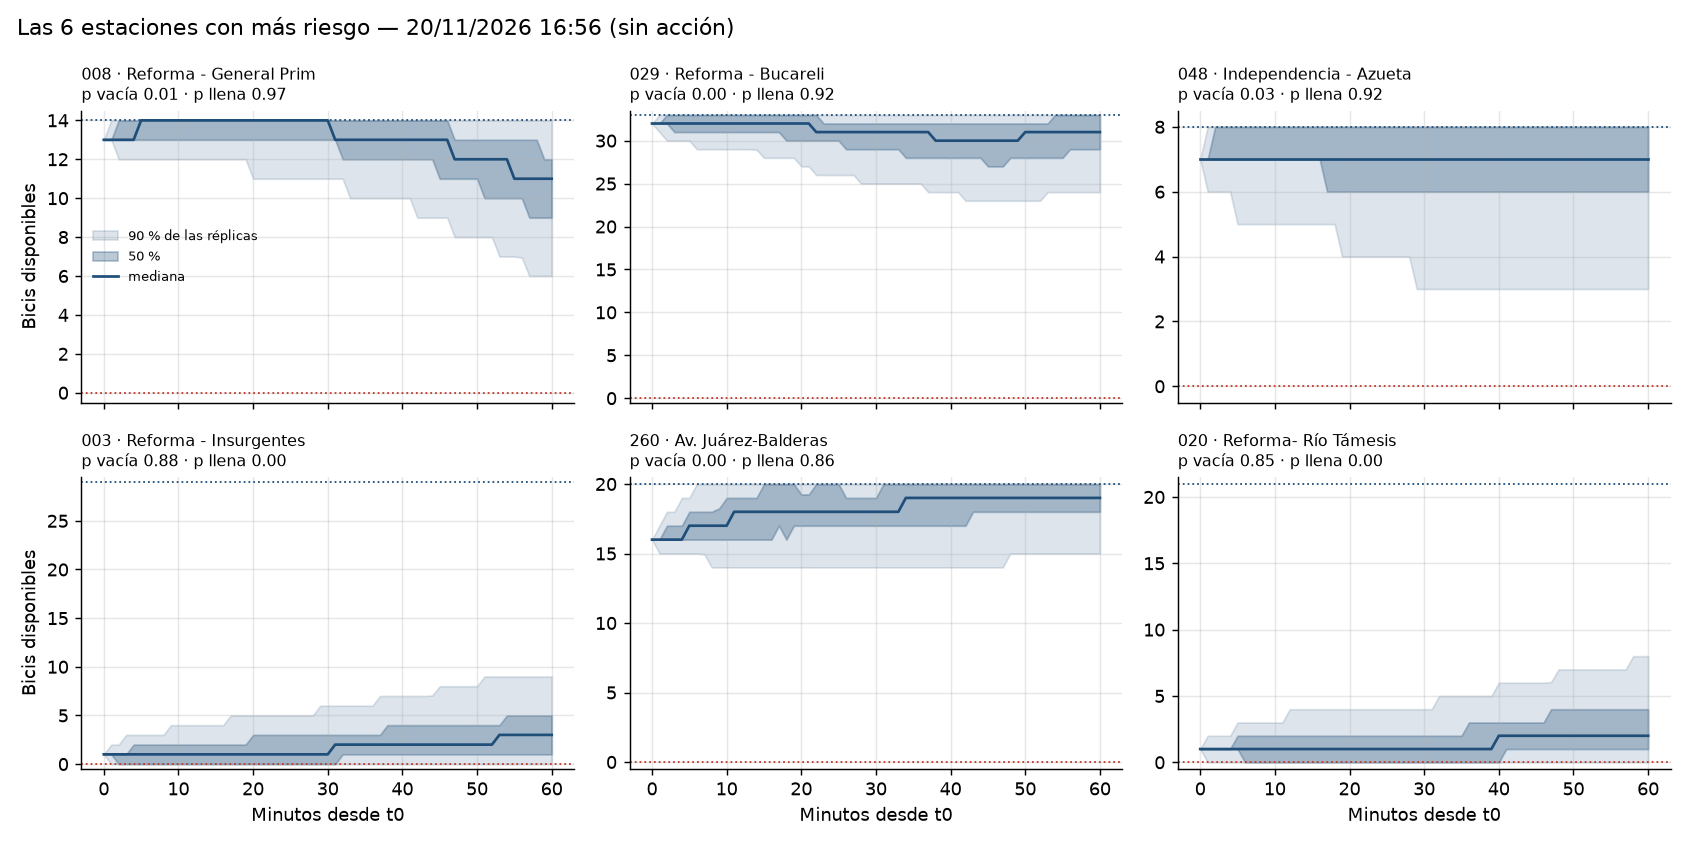 Las 6 estaciones con más riesgo — 20/11/2026 16:56 (sin acción)
008 · Reforma - General Prim
p vacía 0.01 · p llena 0.97
Bicis disponibles
14
12
10
8
6
4
2
0
90 % de las réplicas
50 %
mediana
029 · Reforma - Bucareli
p vacía 0.00 · p llena 0.92
30
25
20
15
10
5
0
048 · Independencia - Azueta
p vacía 0.03 · p llena 0.92
8
6
4
2
0
003 · Reforma - Insurgentes
p vacía 0.88 · p llena 0.00
Bicis disponibles
25
20
15
10
5
0
0 10 20 30 40 50 60
Minutos desde t0
260 · Av. Juárez-Balderas
p vacía 0.00 · p llena 0.86
20
15
10
5
0
0 10 20 30 40 50 60
Minutos desde t0
020 · Reforma- Río Támesis
p vacía 0.85 · p llena 0.00
20
15
10
5
0
0 10 20 30 40 50 60
Minutos desde t0